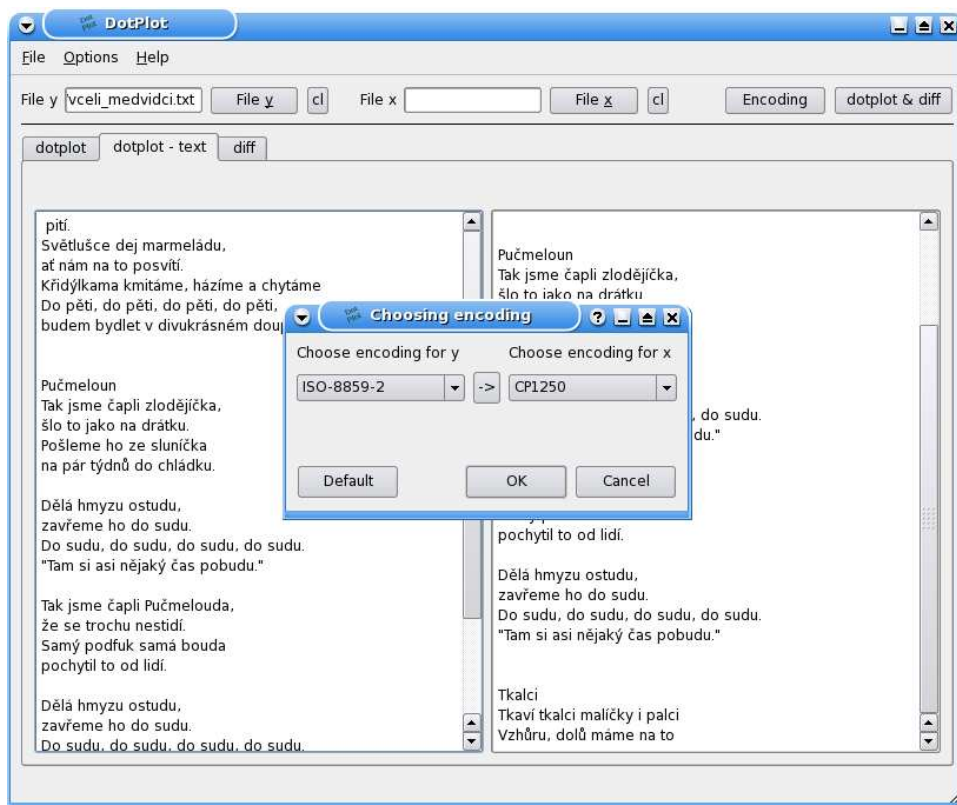 DotPlot
File Options Help
File y vceli_medvidci.txt File y cl File x File x cl Encoding dotplot & diff
dotplot dotplot - text diff
pití.
Světlušce dej marmeládu,
ať nám na to posvítí.
Křidýlkama kmitáme, házíme a chytáme
Do pěti, do pěti, do pěti, do pěti,
budem bydlet v divukrásném
Pučmeloun
Tak jsme čapli zlodějíčka,
šlo to jako na drátku.
Pošleme ho ze sluníčka
na pár týdnů do chládku.
Dělá hmyzu ostudu,
zavřeme ho do sudu.
Do sudu, do sudu, do sudu, do sudu.
"Tam si asi nějaký čas pobudu."
Tak jsme čapli Pučmelouda,
že se trochu nestidí.
Samý podfuk samá bouda
pochytil to od lidí.
Dělá hmyzu ostudu,
zavřeme ho do sudu.
Do sudu, do sudu, do sudu, do sudu.
Pučmeloun
Tak jsme čapli zlodějíčka,
šlo to jako na drátku
, do sudu.
du."
pochytil to od lidí.
Dělá hmyzu ostudu,
zavřeme ho do sudu.
Do sudu, do sudu, do sudu, do sudu.
"Tam si asi nějaký čas pobudu."
Tkalci
Tkaví tkalci malíčky i palci
Vzhůru, dolů máme na to
Choosing encoding ?
Choose encoding for y Choose encoding for x
ISO-8859-2 -> CP1250
Default OK Cancel